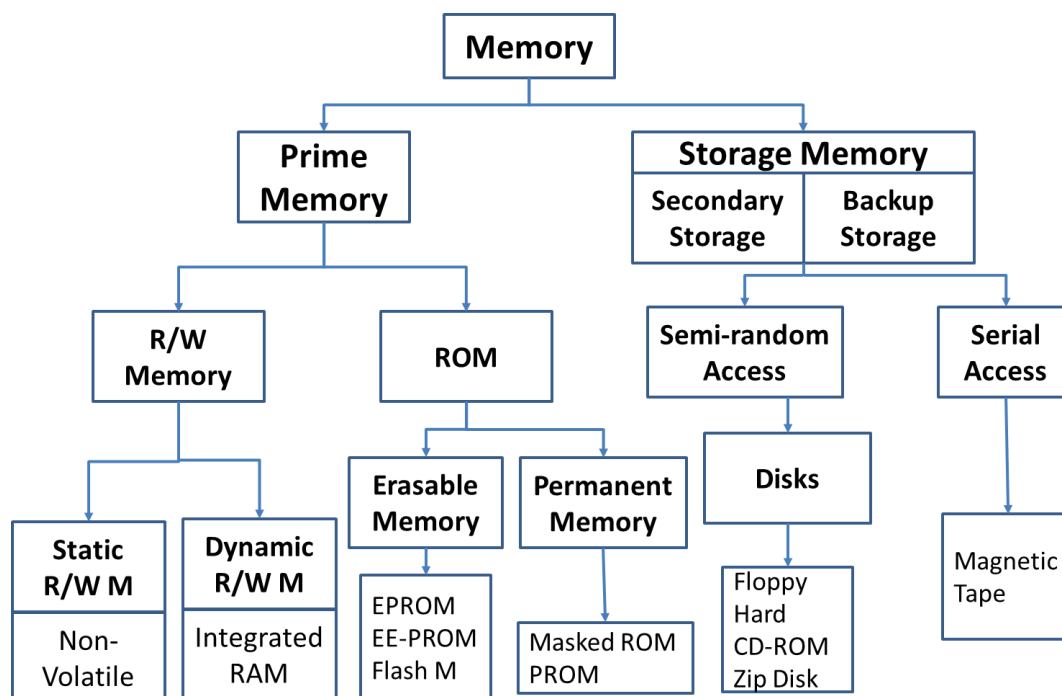 Memory
Prime
Memory
Storage Memory
Secondary
Storage
Backup
Storage
R/W
Memory
ROM
Semi-random
Access
Serial
Access
Erasable
Memory
Permanent
Memory
Disks
Static
R/W M
Dynamic
R/W M
Non-
Volatile
Integrated
RAM
EPROM
EE-PROM
Flash M
Masked ROM
PROM
Floppy
Hard
CD-ROM
Zip Disk
Magnetic
Tape